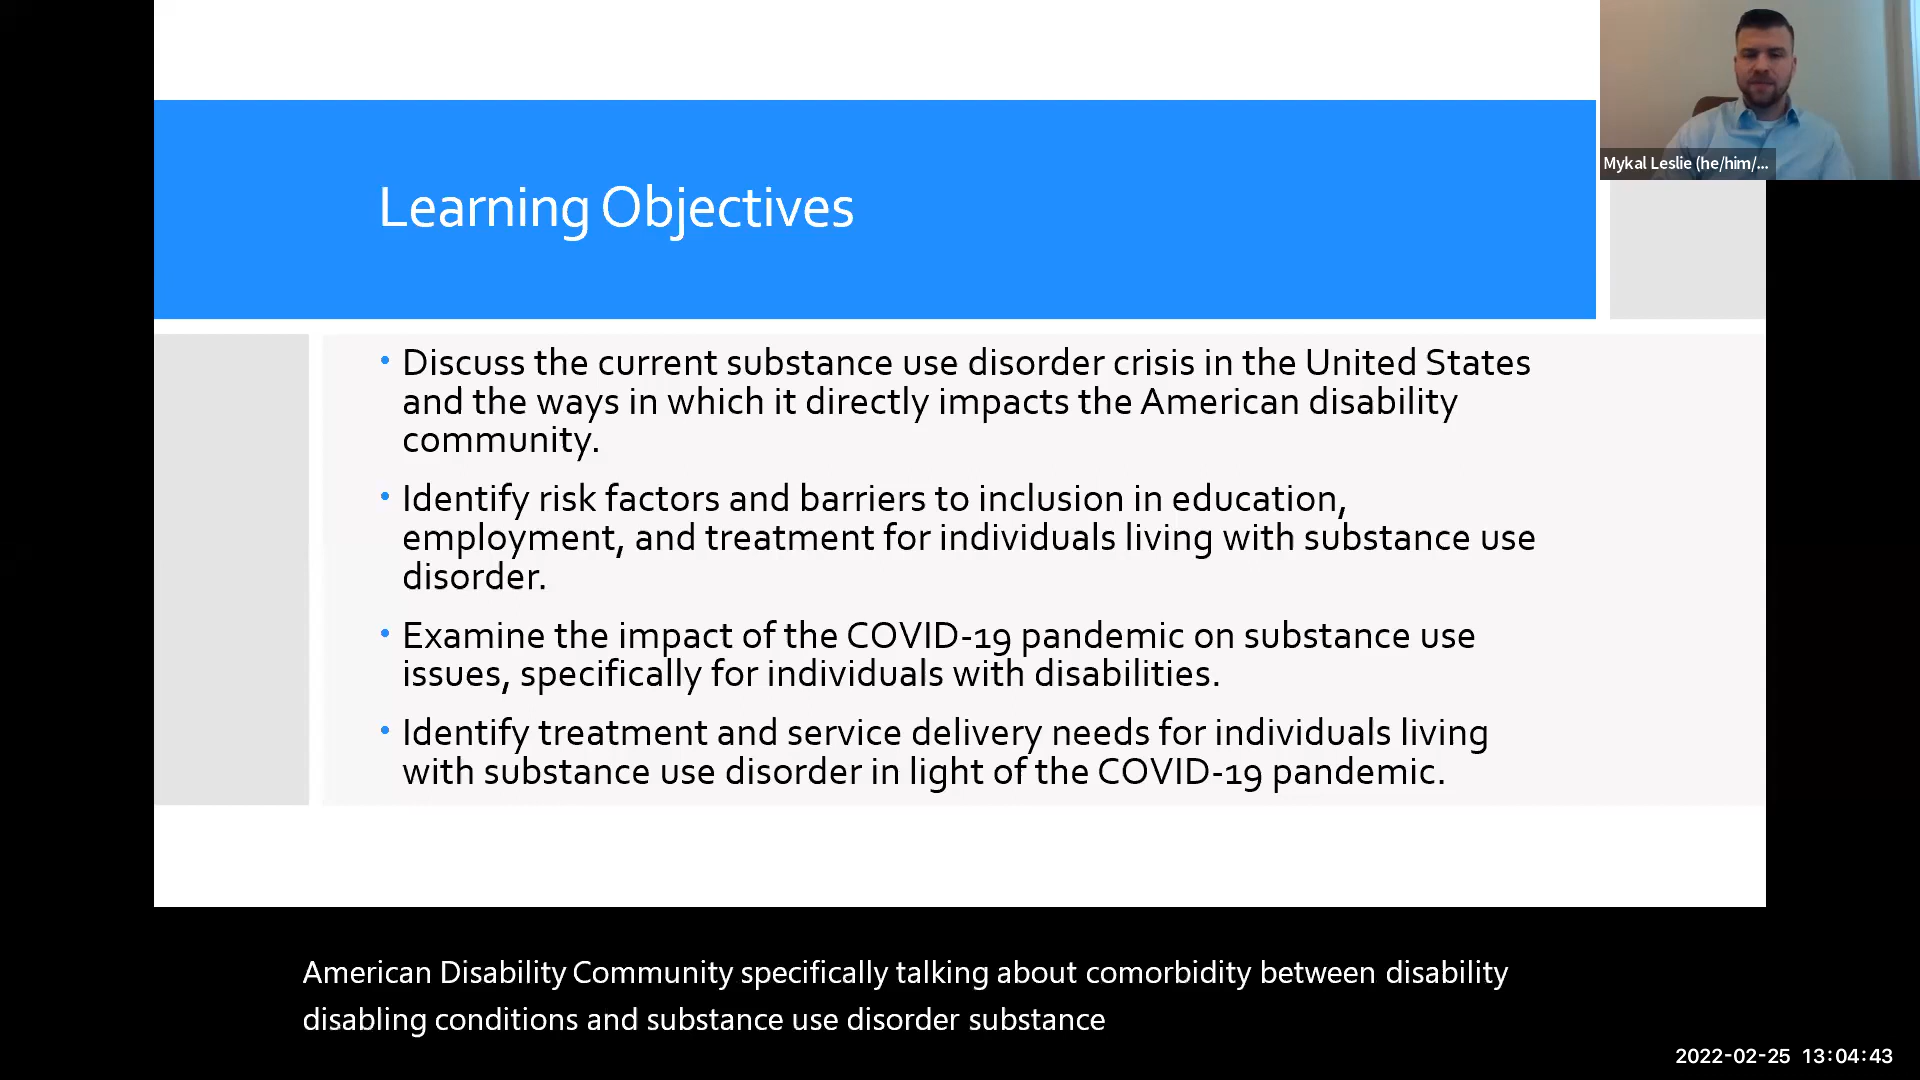 Mykal Leslie (he/him/...
Learning Objectives
• Discuss the current substance use disorder crisis in the United States
and the ways in which it directly impacts the American disability
community.
• Identify risk factors and barriers to inclusion in education,
employment, and treatment for individuals living with substance use
disorder.
• Examine the impact of the COVID-19 pandemic on substance use
issues, specifically for individuals with disabilities.
• Identify treatment and service delivery needs for individuals living
with substance use disorder in light of the COVID-19 pandemic.
American Disability Community specifically talking about comorbidity between disability
disabling conditions and substance use disorder substance
2022-02-25 13:04:43